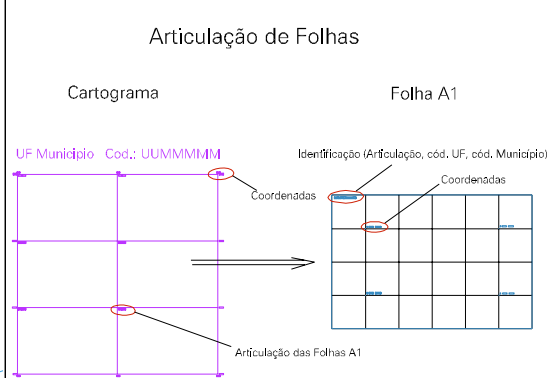 Articulação de Folhas
Cartograma
Folha A1
UF Municipio Cod.: UUMMMMM
Identificação (Articulação, cód. UF, cód. Município)
Coordenadas
Coordenadas
Articulação das Folhas A1